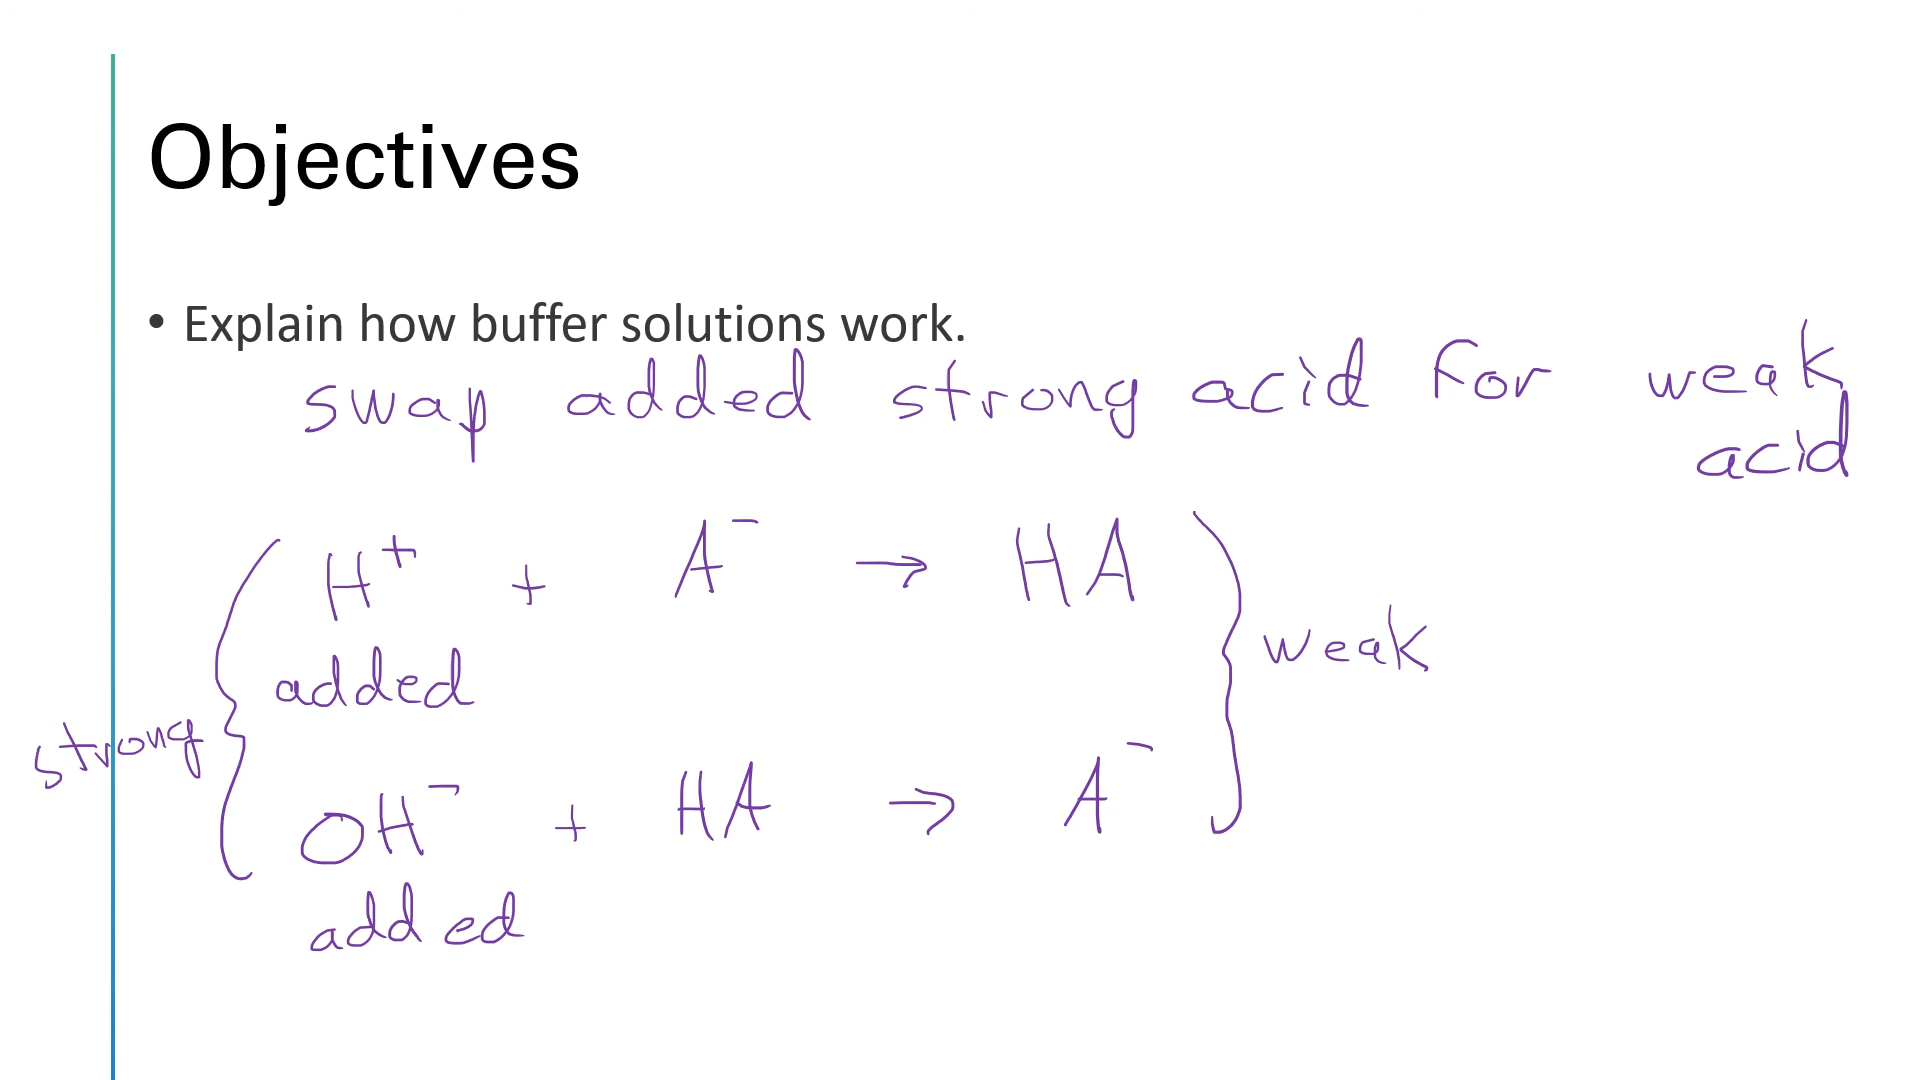 Objectives
• Explain how buffer solutions work.
swap added strong acid for weak
acid
H⁺ + A⁻ → HA
weak
added
strong
OH⁻ + HA → A⁻
added